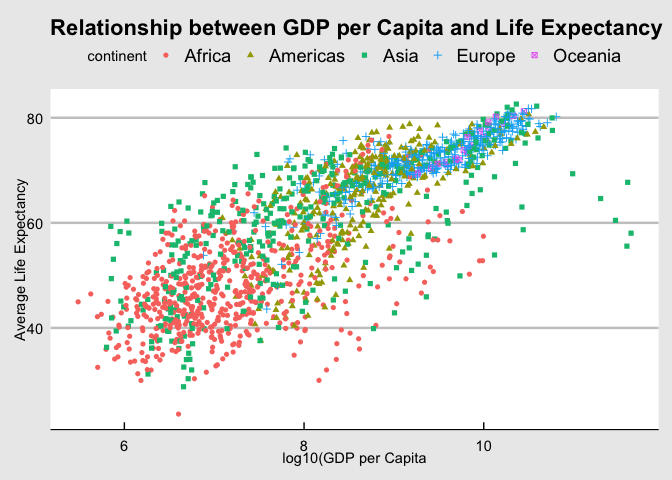 Relationship between GDP per Capita and Life Expectancy
continent Africa Americas Asia Europe Oceania
80
60
40
Average Life Expectancy
6 8 10
log10(GDP per Capita